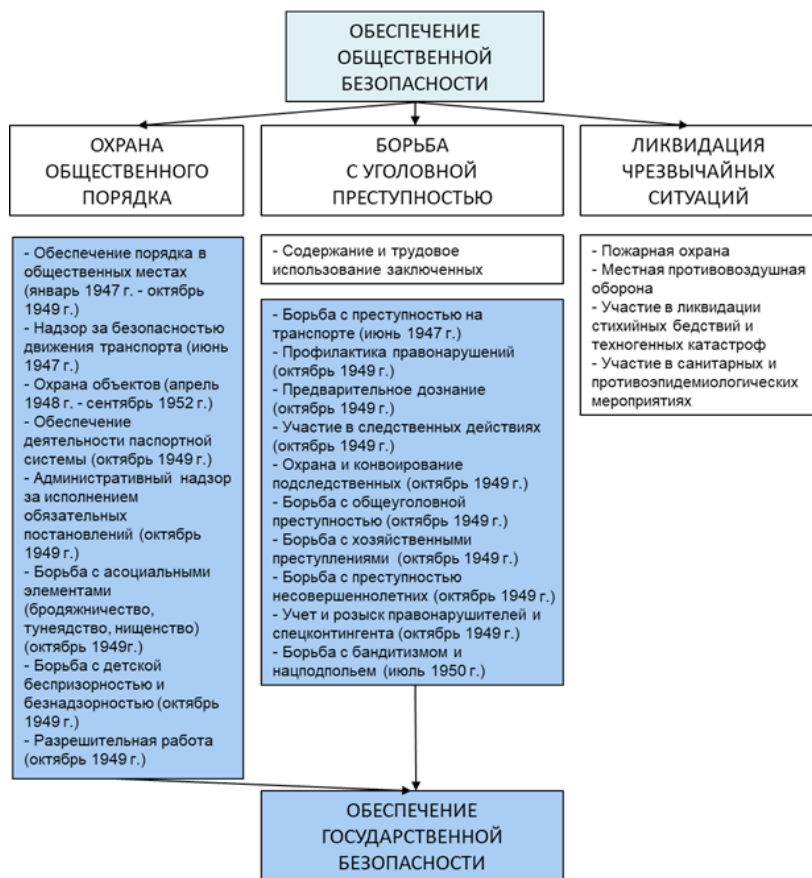 ОБЕСПЕЧЕНИЕ
ОБЩЕСТВЕННОЙ
БЕЗОПАСНОСТИ
ОХРАНА
ОБЩЕСТВЕННОГО
ПОРЯДКА
БОРЬБА
С УГОЛОВНОЙ
ПРЕСТУПНОСТЬЮ
ЛИКВИДАЦИЯ
ЧРЕЗВЫЧАЙНЫХ
СИТУАЦИЙ
- Обеспечение порядка в
общественных местах
(январь 1947 г. - октябрь
1949 г.)
- Надзор за безопасностью
движения транспорта (июнь
1947 г.)
- Охрана объектов (апрель
1948 г. - сентябрь 1952 г.)
- Обеспечение
деятельности паспортной
системы (октябрь 1949 г.)
- Административный надзор
за исполнением
обязательных
постановлений (октябрь
1949 г.)
- Борьба с асоциальными
элементами
(бродяжничество,
тунеядство, нищенство)
(октябрь 1949г.)
- Борьба с детской
беспризорностью и
безнадзорностью (октябрь
1949 г.)
- Разрешительная работа
(октябрь 1949 г.)
- Содержание и трудовое
использование заключенных
- Борьба с преступностью на
транспорте (июнь 1947 г.)
- Профилактика правонарушений
(октябрь 1949 г.)
- Предварительное дознание
(октябрь 1949 г.)
- Участие в следственных действиях
(октябрь 1949 г.)
- Охрана и конвоирование
подследственных (октябрь 1949 г.)
- Борьба с общеуголовной
преступностью (октябрь 1949 г.)
- Борьба с хозяйственными
преступлениями (октябрь 1949 г.)
- Борьба с преступностью
несовершеннолетних (октябрь 1949 г.)
- Учет и розыск правонарушителей и
спецконтингента (октябрь 1949 г.)
- Борьба с бандитизмом и
нацподпольем (июль 1950 г.)
- Пожарная охрана
- Местная противовоздушная
оборона
- Участие в ликвидации
стихийных бедствий и
техногенных катастроф
- Участие в санитарных и
противоэпидемиологических
мероприятиях
ОБЕСПЕЧЕНИЕ
ГОСУДАРСТВЕННОЙ
БЕЗОПАСНОСТИ